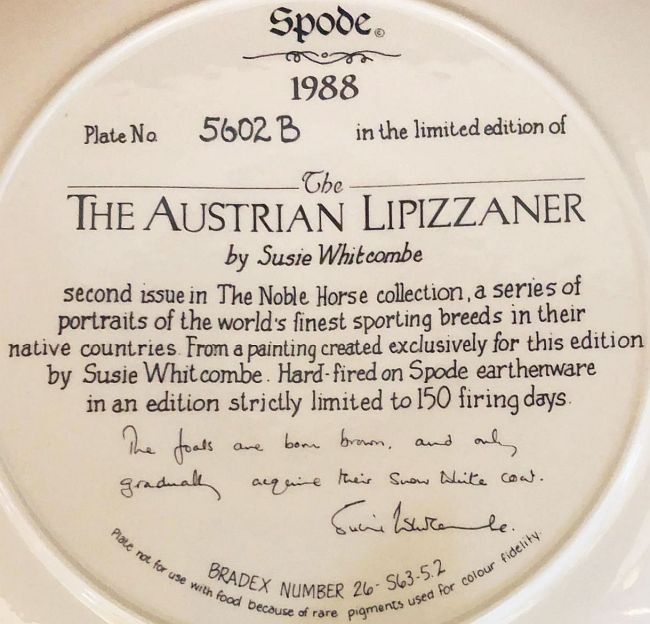 Spode©
1988
Plate No. 5602 B in the limited edition of
The
THE AUSTRIAN LIPIZZANER
by Susie Whitcombe
second issue in The Noble Horse collection, a series of
portraits of the world's finest sporting breeds in their
native countries. From a painting created exclusively for this edition
by Susie Whitcombe. Hard-fired on Spode earthenware
in an edition strictly limited to 150 firing days.
The foals are born brown, and only
gradually acquire their Snow White coat.
Susie Whitcombe.
BRADEX NUMBER 26-S63-5.2
Plate not for use with food because of rare pigments used for colour fidelity.